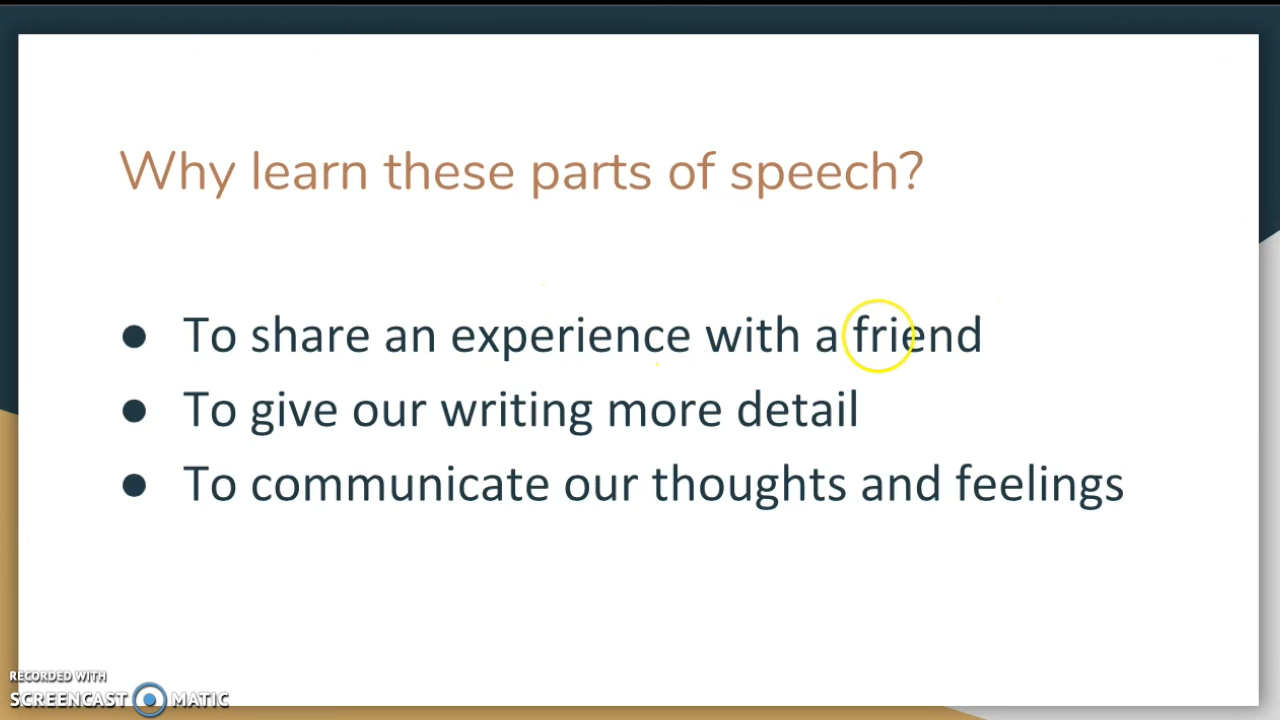 Why learn these parts of speech?
● To share an experience with a friend
● To give our writing more detail
● To communicate our thoughts and feelings
RECORDED WITH
SCREENCAST MATIC